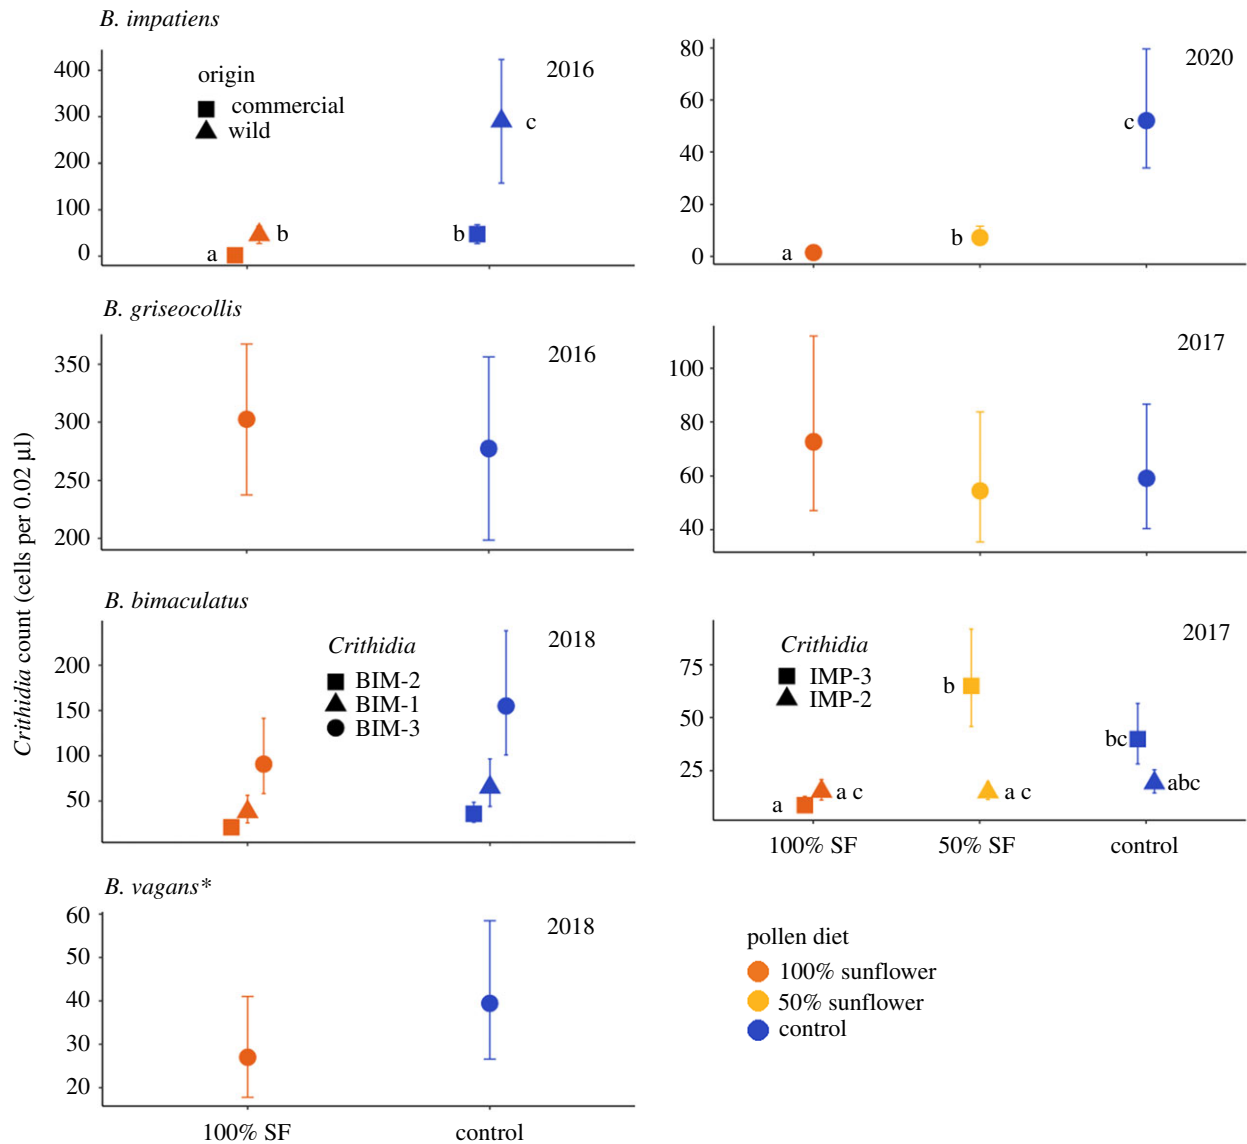 B. impatiens
2016
origin
commercial
wild
400
300
200
100
0
a
b
b
c
2020
80
60
40
20
0
a
b
c
B. griseocollis
2016
350
300
250
200
2017
100
80
60
40
Crithidia count (cells per 0.02 µl)
B. bimaculatus
2018
Crithidia
BIM-2
BIM-1
BIM-3
200
150
100
50
2017
Crithidia
IMP-3
IMP-2
75
50
25
a
a c
b
a c
bc
abc
100% SF
50% SF
control
B. vagans*
2018
60
50
40
30
20
100% SF
control
pollen diet
100% sunflower
50% sunflower
control